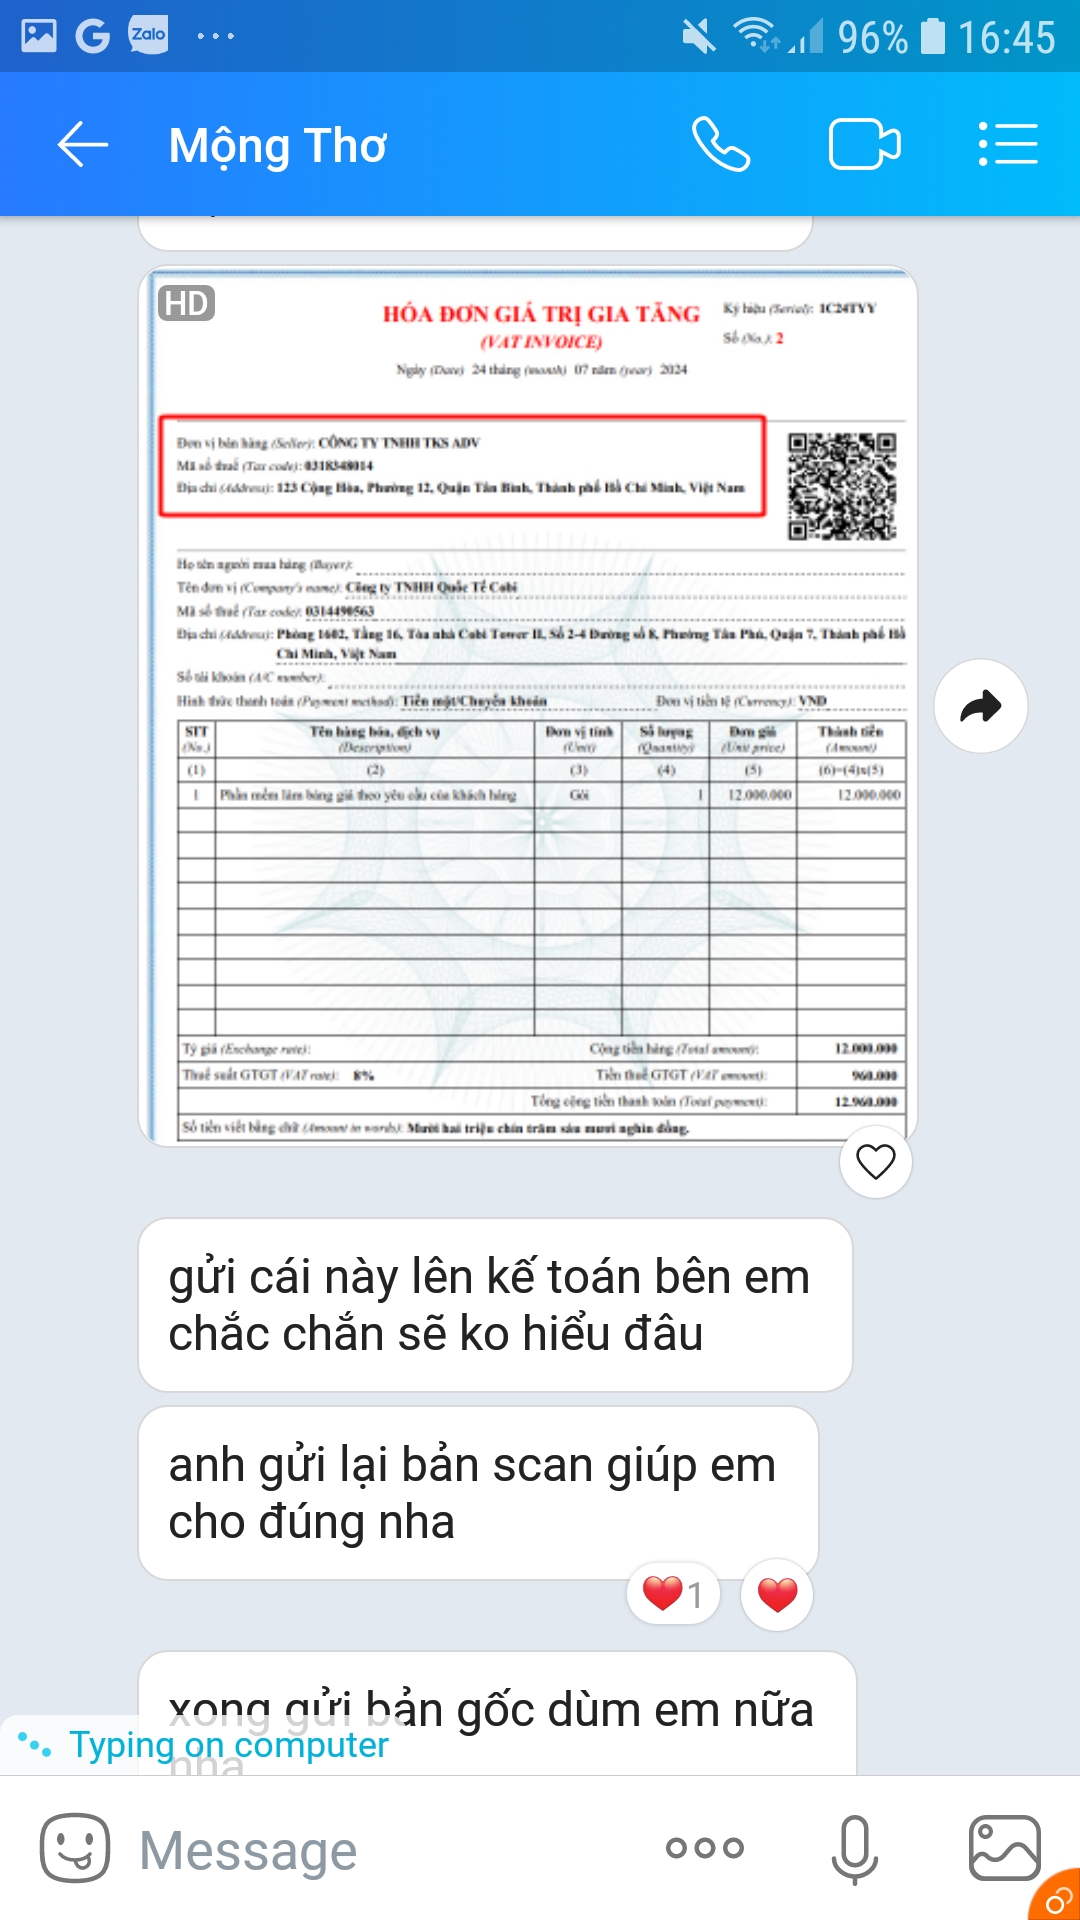 Zalo
96% 16:45
Mộng Thơ
HD
HÓA ĐƠN GIÁ TRỊ GIA TĂNG
(VAT INVOICE)
Ký hiệu (Serial): 1C24TYY
Số (No.): 2
Ngày (Date) 24 tháng (month) 07 năm (year) 2024
Đơn vị bán hàng (Seller): CÔNG TY TNHH TKS ADV
Mã số thuế (Tax code): 0318348014
Địa chỉ (Address): 123 Cộng Hòa, Phường 12, Quận Tân Bình, Thành phố Hồ Chí Minh, Việt Nam
Họ tên người mua hàng (Buyer):
Tên đơn vị (Company's name): Công ty TNHH Quốc Tế Cobi
Mã số thuế (Tax code): 0314490563
Địa chỉ (Address): Phòng 1602, Tầng 16, Tòa nhà Cobi Tower II, Số 2-4 Đường số 8, Phường Tân Phú, Quận 7, Thành phố Hồ
Chí Minh, Việt Nam
Số tài khoản (A/C number):
Hình thức thanh toán (Payment method): Tiền mặt/Chuyển khoản Đơn vị tiền tệ (Currency): VND
STT Tên hàng hóa, dịch vụ Đơn vị tính Số lượng Đơn giá Thành tiền
(No.) (Description) (Unit) (Quantity) (Unit price) (Amount)
(1) (2) (3) (4) (5) (6)=(4)x(5)
1 Phần mềm làm bảng giá theo yêu cầu của khách hàng Gói 1 12.000.000 12.000.000
Tỷ giá (Exchange rate): Cộng tiền hàng (Total amount): 12.000.000
Thuế suất GTGT (VAT rate): 8% Tiền thuế GTGT (VAT amount): 960.000
Tổng cộng tiền thanh toán (Total payment): 12.960.000
Số tiền viết bằng chữ (Amount in words): Mười hai triệu chín trăm sáu mươi nghìn đồng.
gửi cái này lên kế toán bên em
chắc chắn sẽ ko hiểu đâu
anh gửi lại bản scan giúp em
cho đúng nha
1
xong gửi bản gốc dùm em nữa
nha
Typing on computer
Message